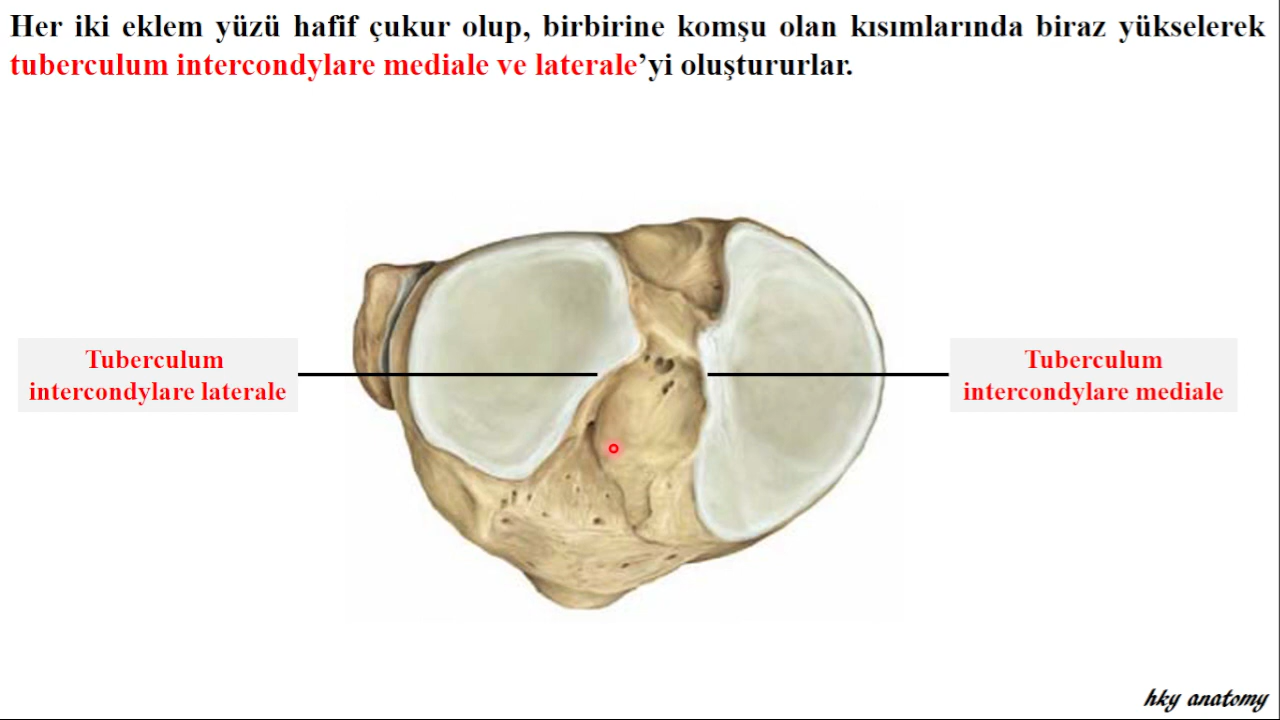 Her iki eklem yüzü hafif çukur olup, birbirine komşu olan kısımlarında biraz yükselerek
tuberculum intercondylare mediale ve laterale’yi oluştururlar.
Tuberculum
intercondylare laterale
Tuberculum
intercondylare mediale
hky anatomy